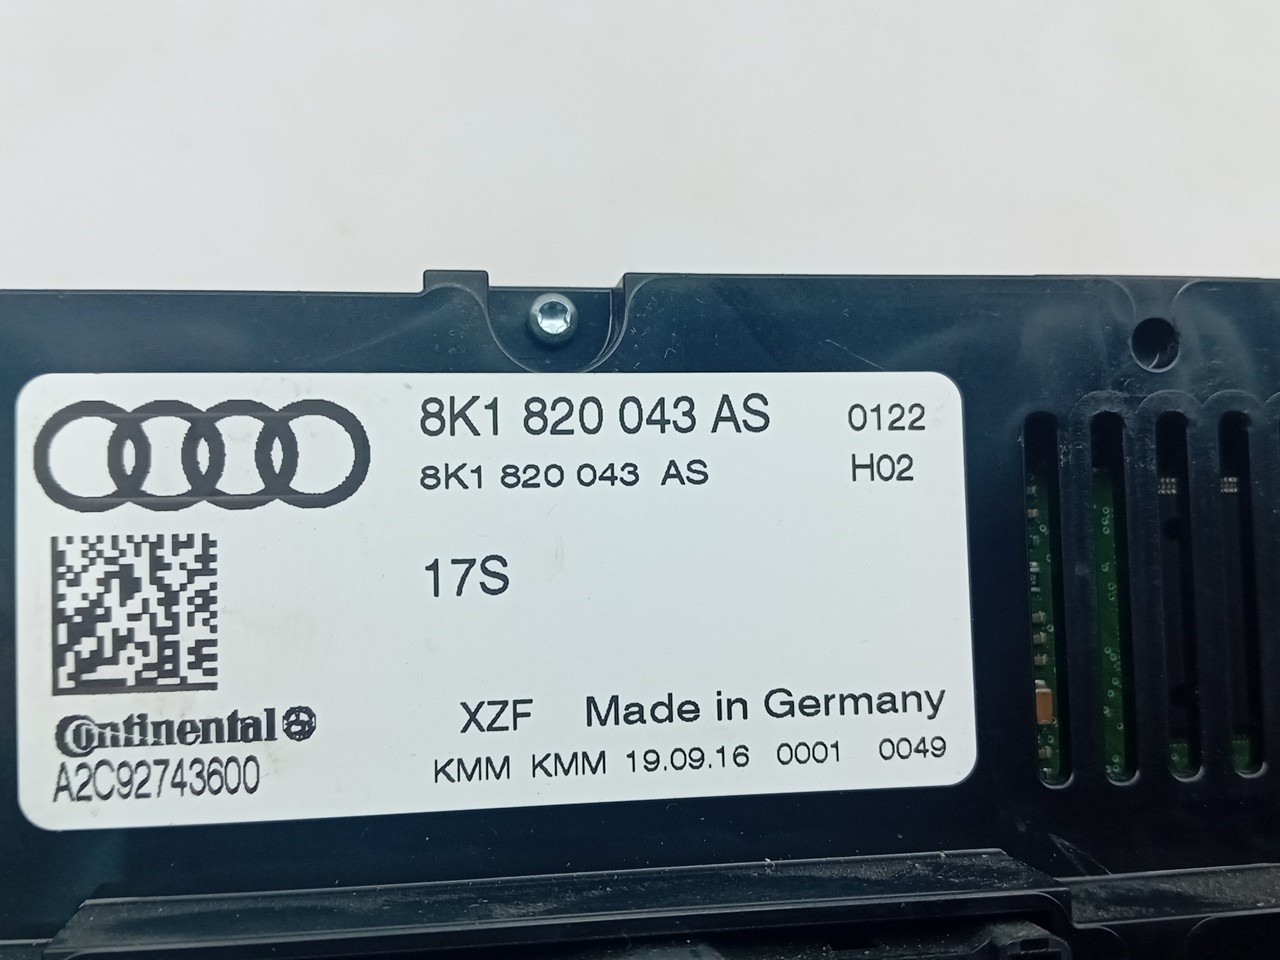 8K1 820 043 AS 0122
8K1 820 043 AS H02
17S
Continental
XZF Made in Germany
A2C92743600
KMM KMM 19.09.16 0001 0049